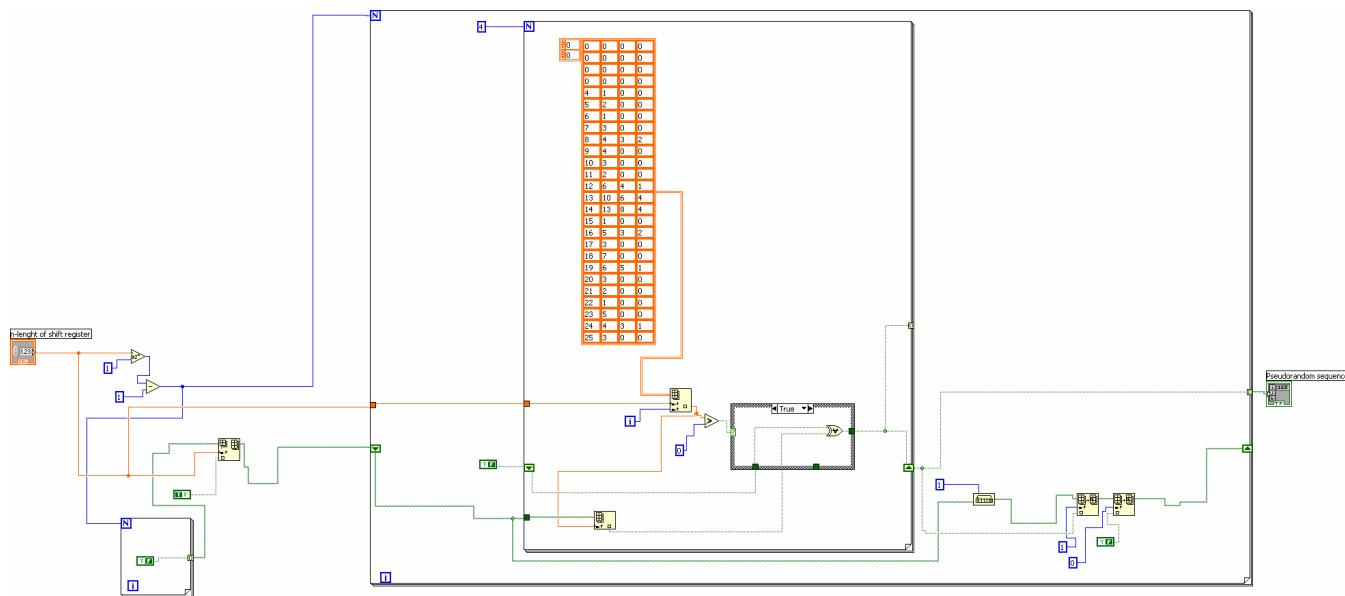 N
4
N
0 0 0 0 0
0 0 0 0 0
0 0 0 0
0 0 0 0
4 1 0 0
5 2 0 0
6 1 0 0
7 3 0 0
8 4 3 2
9 4 0 0
10 3 0 0
11 2 0 0
12 6 4 1
13 10 6 4
14 13 8 4
15 1 0 0
16 5 3 2
17 3 0 0
18 7 0 0
19 6 5 1
20 3 0 0
21 2 0 0
22 1 0 0
23 5 0 0
24 4 3 1
25 3 0 0
n-lenght of shift register
123
1
1
Pseudorandom sequenc
True
i
0
1
1
0
N
i
i